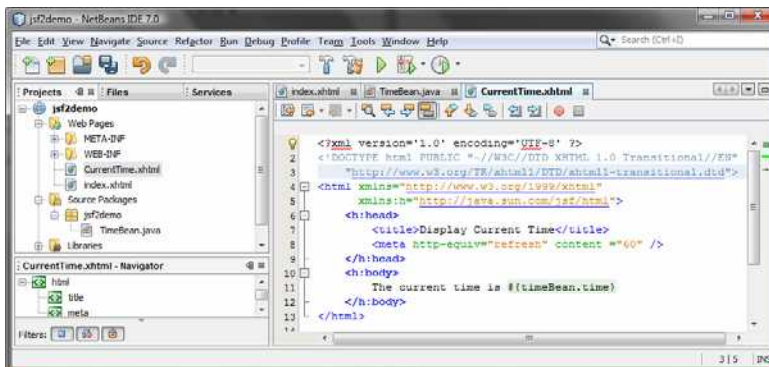 jsf2demo - NetBeans IDE 7.0
File Edit View Navigate Source Refactor Run Debug Profile Team Tools Window Help
Search (Ctrl+I)
Projects Files Services
index.xhtml TimeBean.java CurrentTime.xhtml
jsf2demo
Web Pages
META-INF
WEB-INF
CurrentTime.xhtml
index.xhtml
Source Packages
jsf2demo
TimeBean.java
Libraries
CurrentTime.xhtml - Navigator
html
title
meta
Filters:
<?xml version='1.0' encoding='UTF-8' ?>
2 <!DOCTYPE html PUBLIC "-//W3C//DTD XHTML 1.0 Transitional//EN"
3 "http://www.w3.org/TR/xhtml1/DTD/xhtml1-transitional.dtd">
4 <html xmlns="http://www.w3.org/1999/xhtml"
5 xmlns:h="http://java.sun.com/jsf/html">
6 <h:head>
7 <title>Display Current Time</title>
8 <meta http-equiv="refresh" content ="60" />
9 </h:head>
10 <h:body>
11 The current time is #{timeBean.time}
12 </h:body>
13 </html>
14
3|5 INS